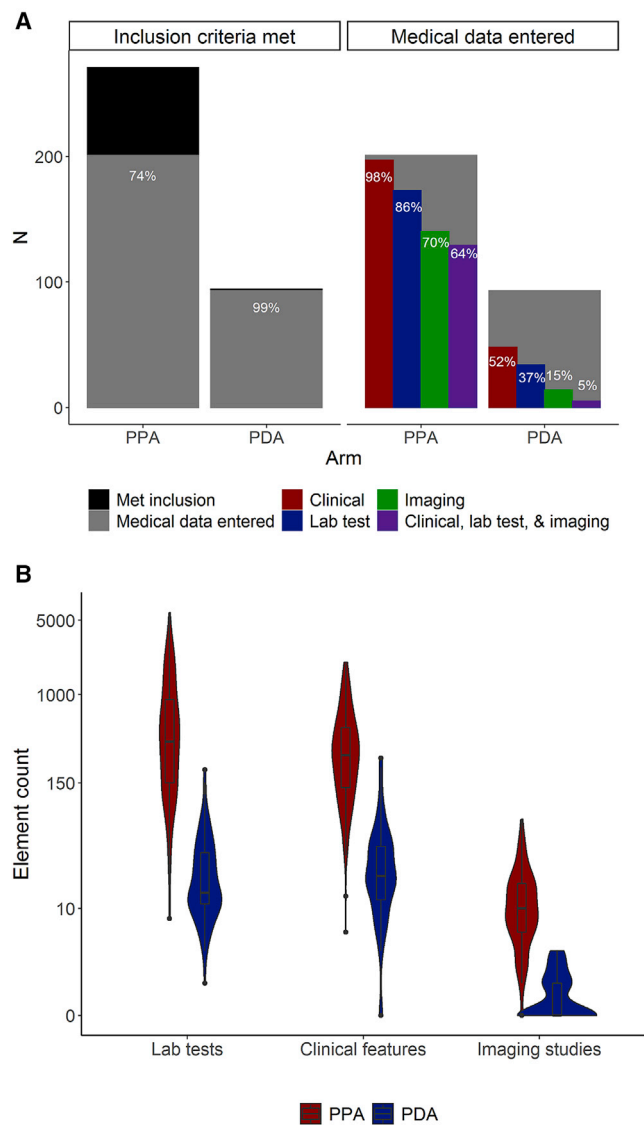 A
Inclusion criteria met
Medical data entered
N
200
100
0
74%
99%
98%
86%
70%
64%
52%
37%
15%
5%
PPA
PDA
PPA
PDA
Arm
Met inclusion
Clinical
Imaging
Medical data entered
Lab test
Clinical, lab test, & imaging
B
Element count
5000
1000
150
10
0
Lab tests
Clinical features
Imaging studies
PPA
PDA